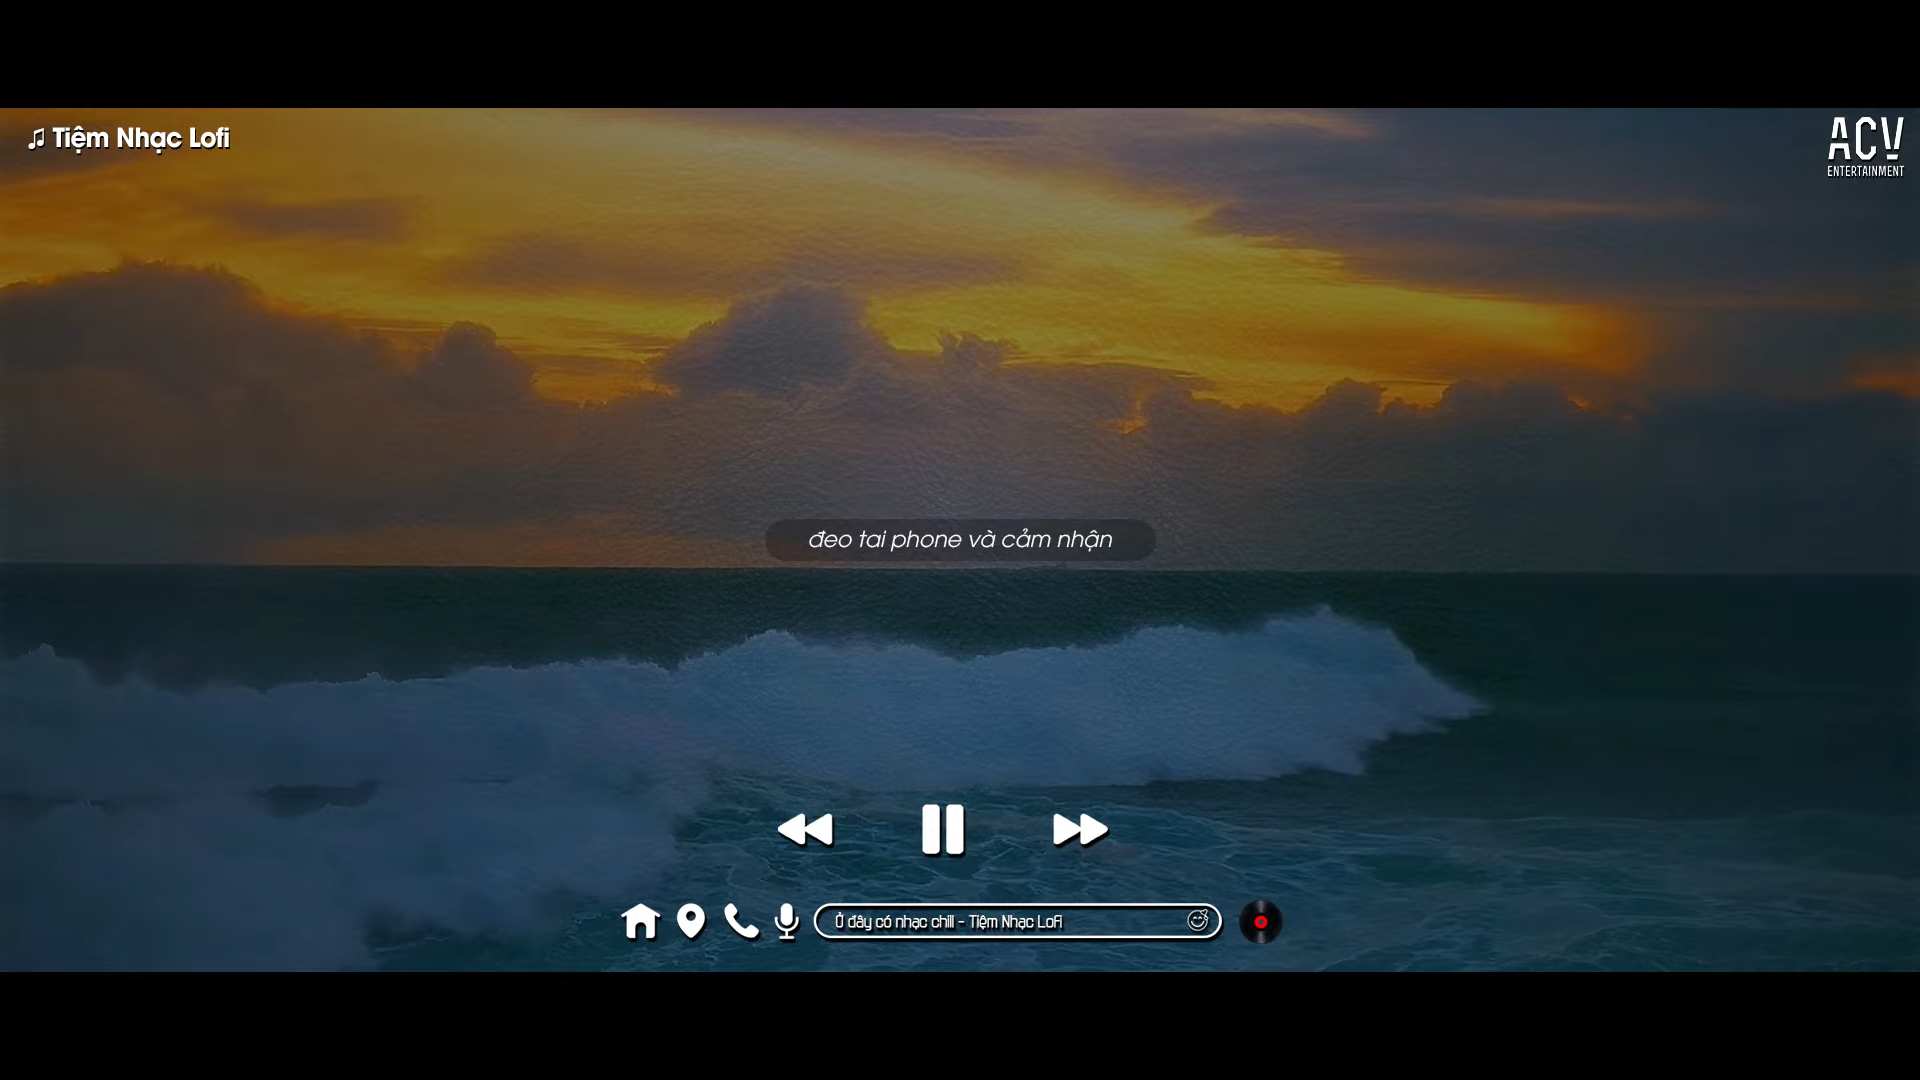 ♫ Tiệm Nhạc Lofi
ACV
ENTERTAINMENT
đeo tai phone và cảm nhận
Ở đây có nhạc chill - Tiệm Nhạc Lofi